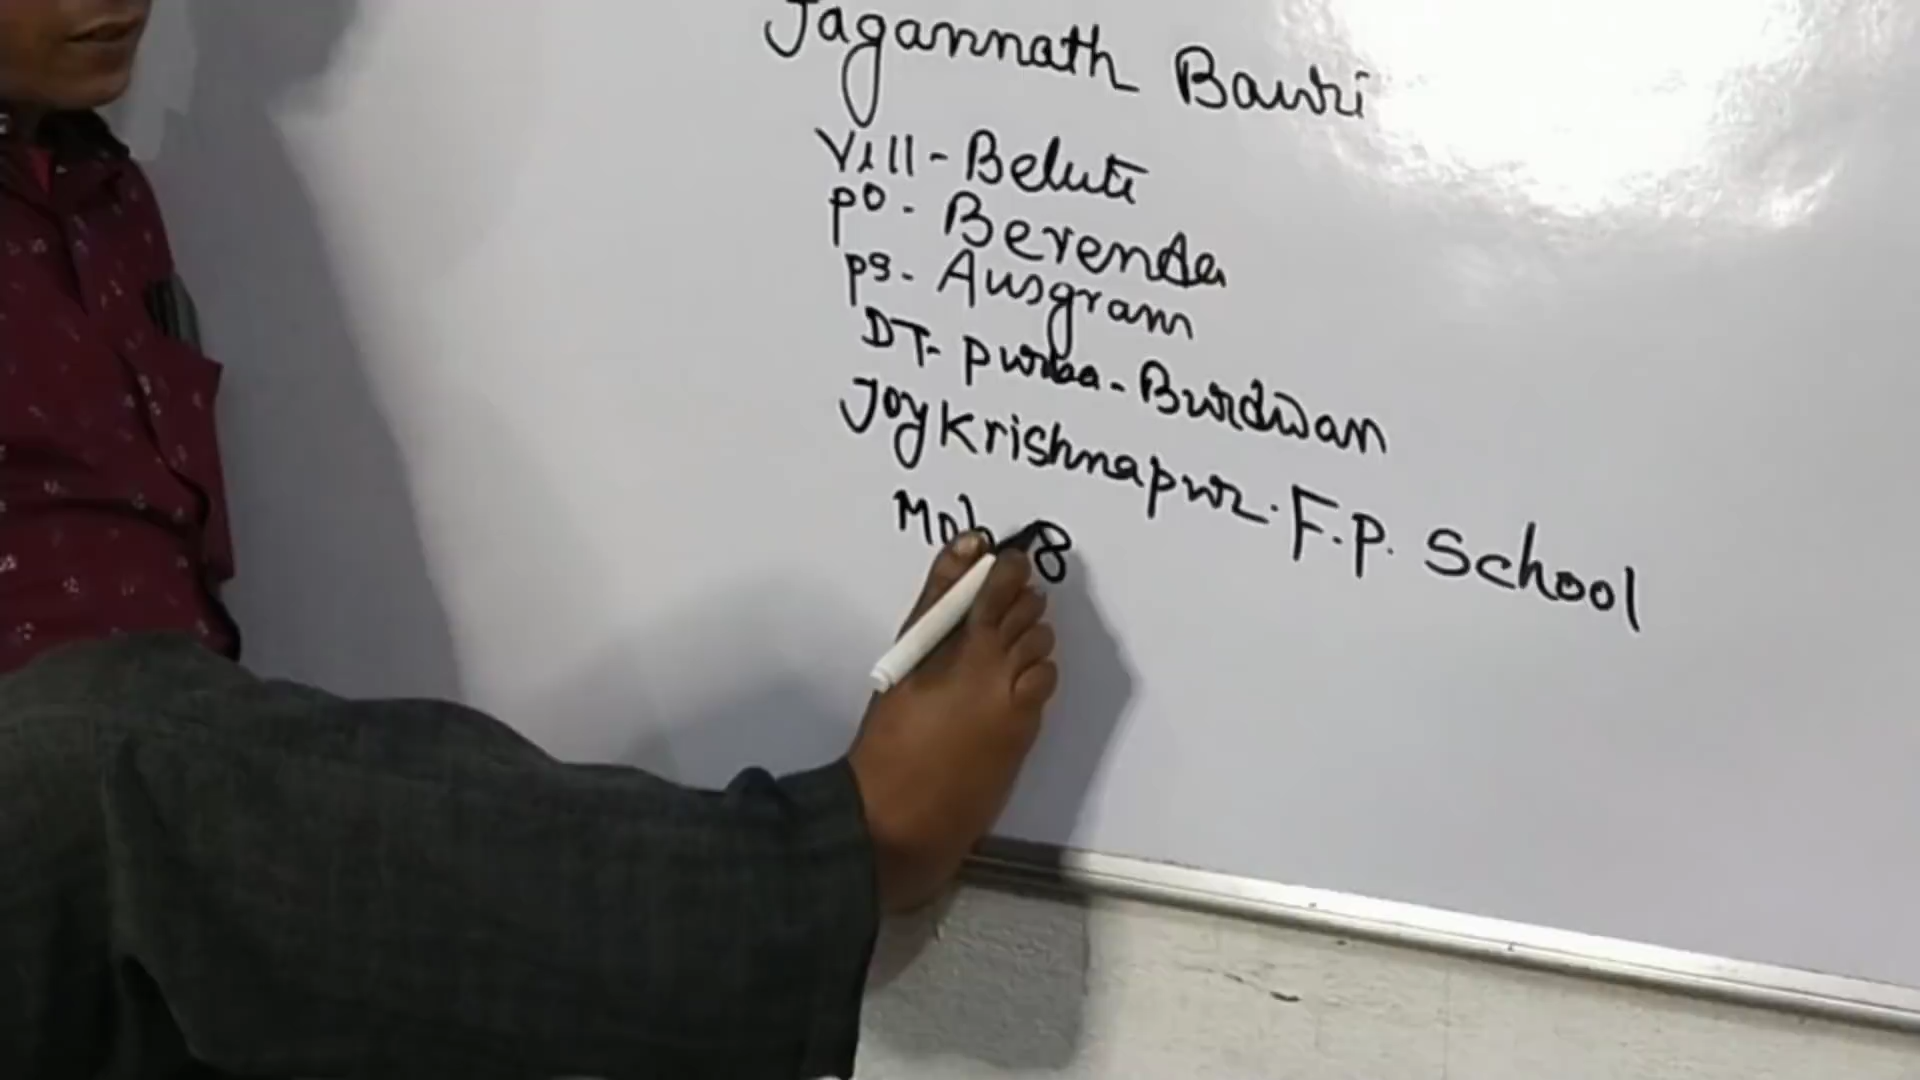 Jagannath Bauri
Vill - Beluti
po - Berenda
ps - Ausgram
DT - purba - Burdwan
Joykrishnapur. F.P. School
Mob 8